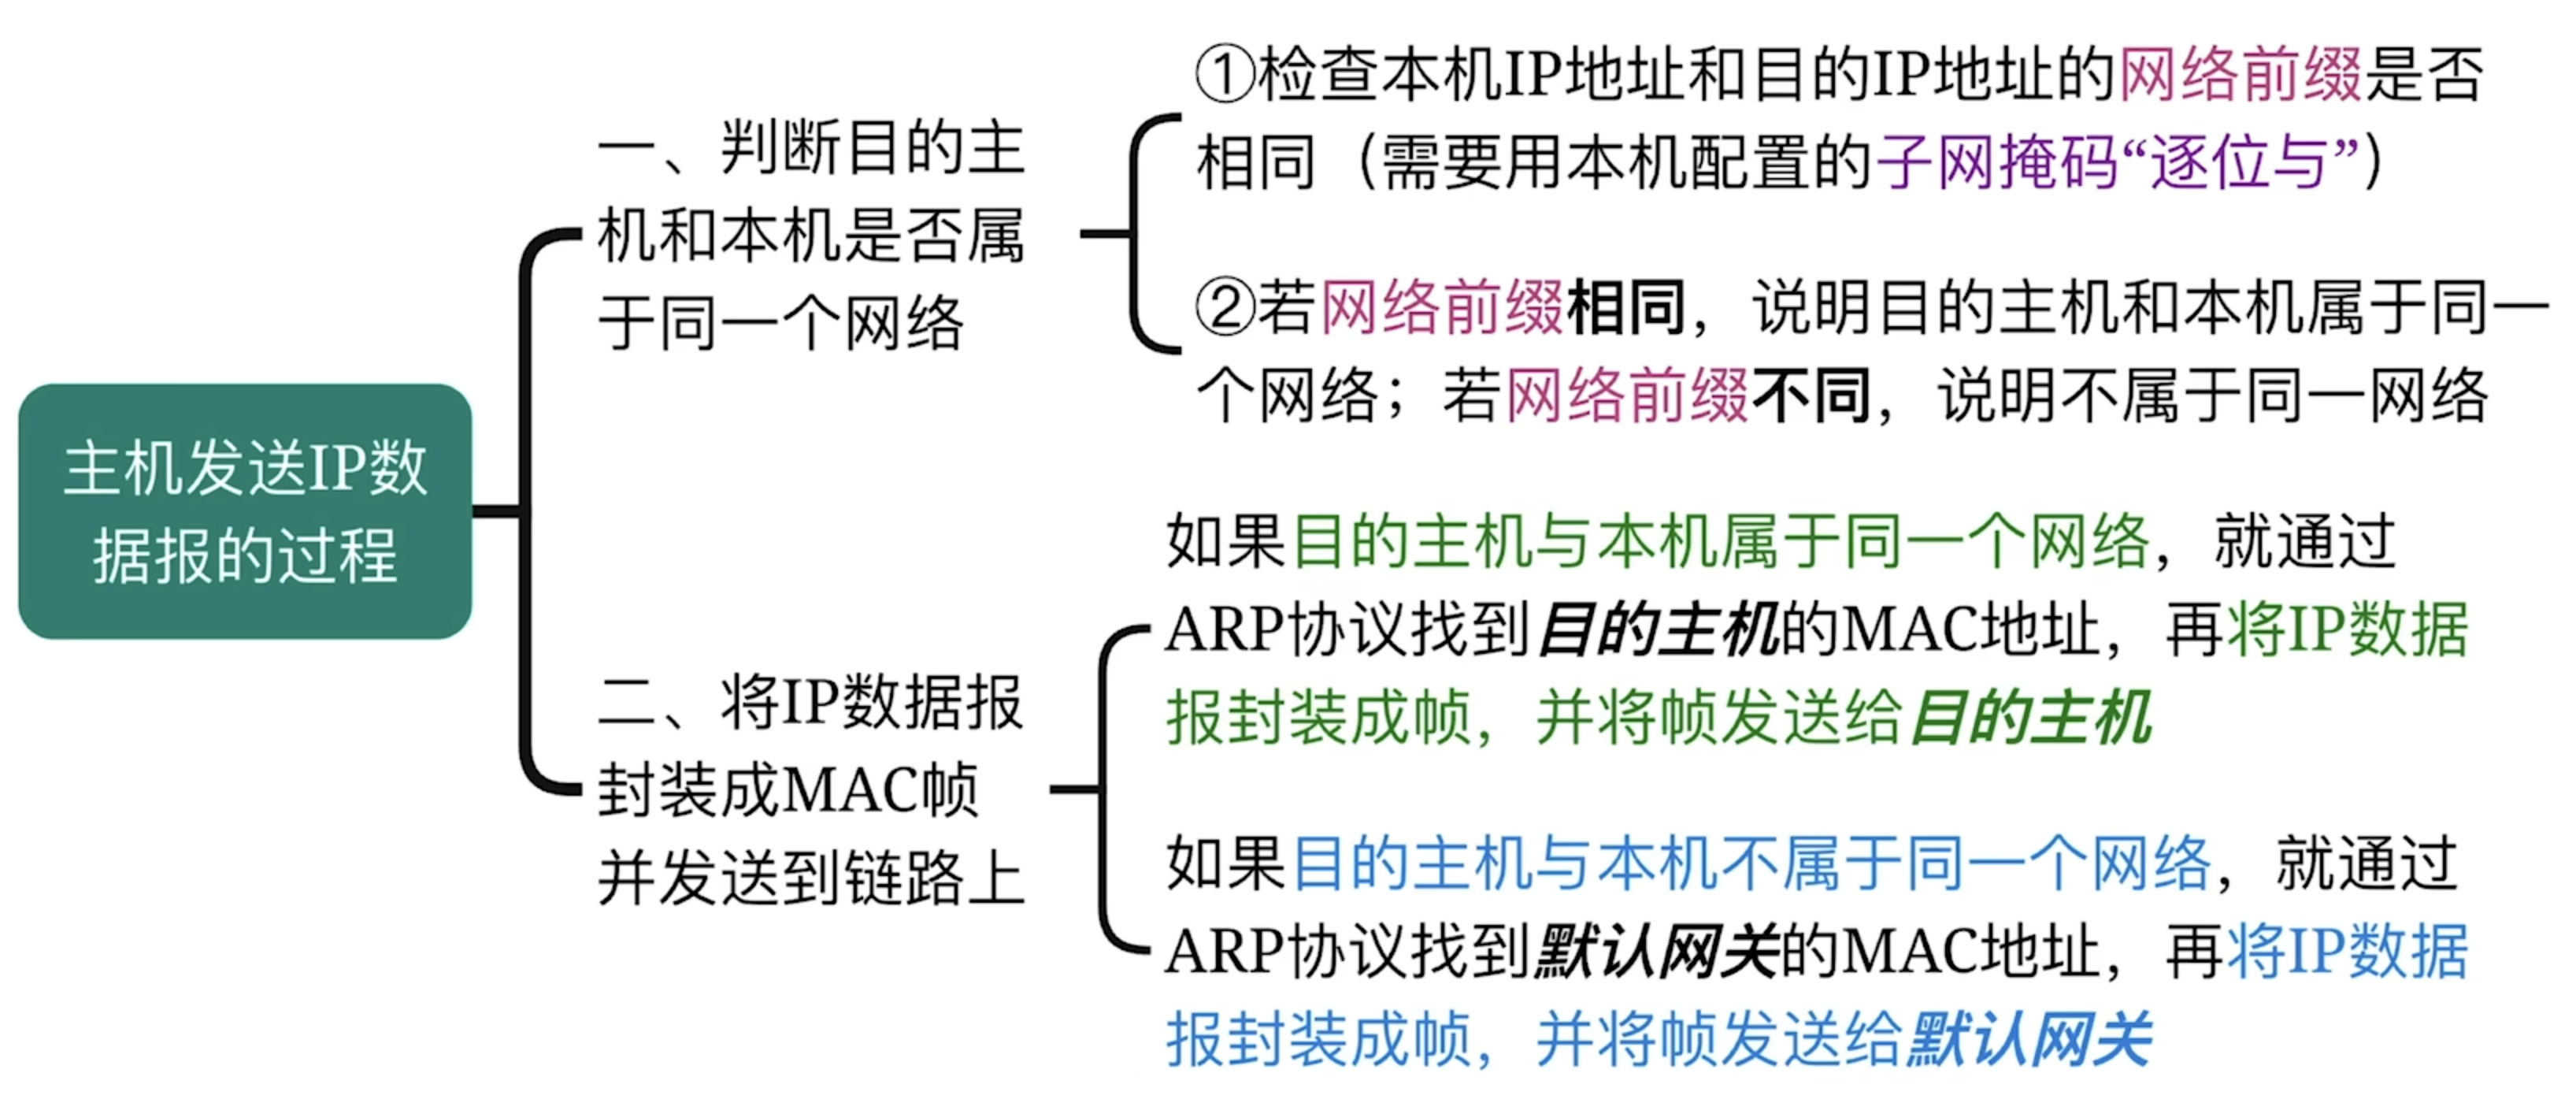 主机发送IP数
据报的过程
一、判断目的主
机和本机是否属
于同一个网络
①检查本机IP地址和目的IP地址的网络前缀是否
相同（需要用本机配置的子网掩码“逐位与”）
②若网络前缀相同，说明目的主机和本机属于同一
个网络；若网络前缀不同，说明不属于同一网络
二、将IP数据报
封装成MAC帧
并发送到链路上
如果目的主机与本机属于同一个网络，就通过
ARP协议找到目的主机的MAC地址，再将IP数据
报封装成帧，并将帧发送给目的主机
如果目的主机与本机不属于同一个网络，就通过
ARP协议找到默认网关的MAC地址，再将IP数据
报封装成帧，并将帧发送给默认网关